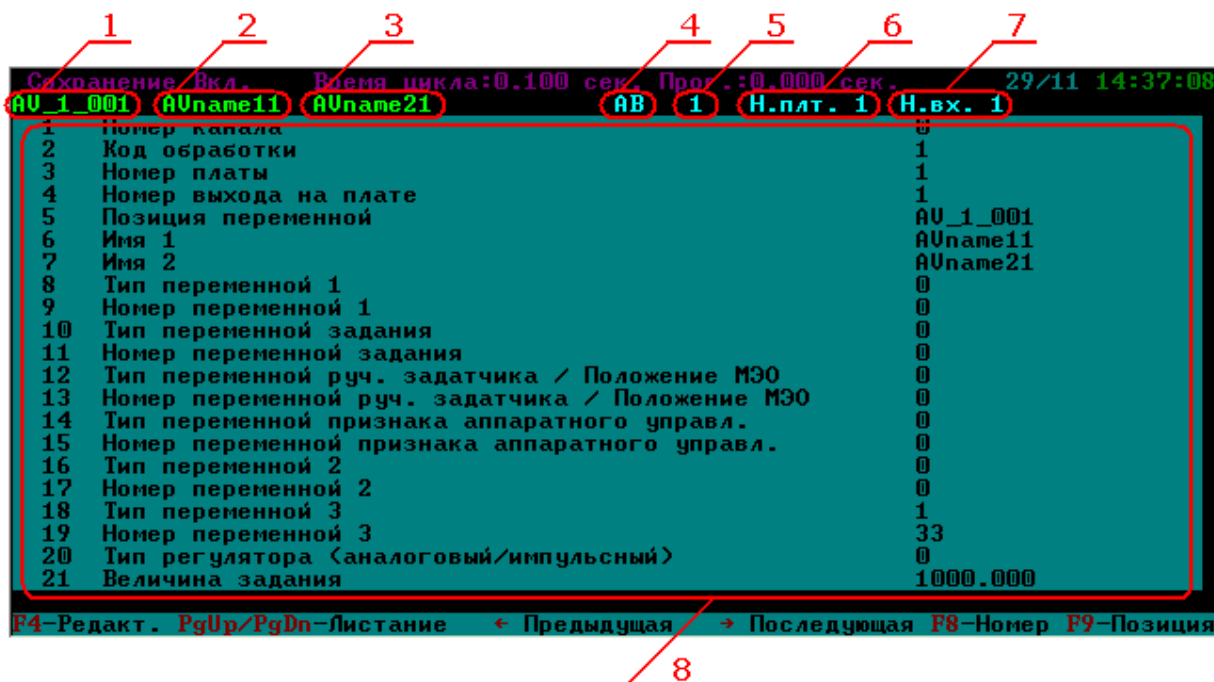 1 2 3 4 5 6 7
Сохранение Вкл. Время цикла:0.100 сек. Прог.:0.000 сек. 29/11 14:37:08
AV_1_001 AVname11 AVname21 АВ 1 Н.плт. 1 Н.вх. 1
1 Номер канала 0
2 Код обработки 1
3 Номер платы 1
4 Номер выхода на плате 1
5 Позиция переменной AV_1_001
6 Имя 1 AVname11
7 Имя 2 AVname21
8 Тип переменной 1 0
9 Номер переменной 1 0
10 Тип переменной задания 0
11 Номер переменной задания 0
12 Тип переменной руч. задатчика / Положение МЭО 0
13 Номер переменной руч. задатчика / Положение МЭО 0
14 Тип переменной признака аппаратного управл. 0
15 Номер переменной признака аппаратного управл. 0
16 Тип переменной 2 0
17 Номер переменной 2 0
18 Тип переменной 3 1
19 Номер переменной 3 33
20 Тип регулятора (аналоговый/импульсный) 0
21 Величина задания 1000.000
F4-Редакт. PgUp/PgDn-Листание ← Предыдущая → Последующая F8-Номер F9-Позиция
8